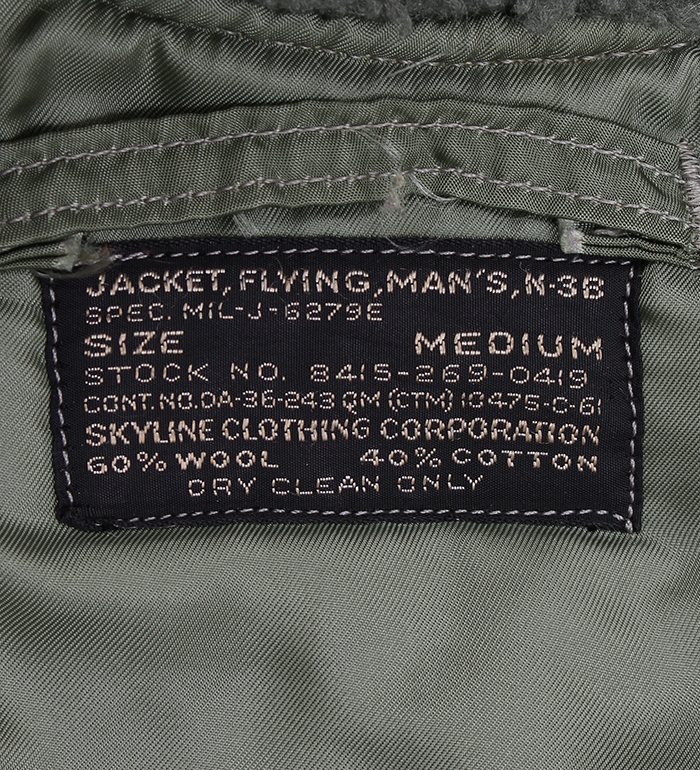 JACKET, FLYING, MAN'S, N-3B
SPEC. MIL-J-6279E
SIZE MEDIUM
STOCK NO. 8415-269-0419
CONT. NO. DA-36-243 QM (CTM) 10475-C-61
SKYLINE CLOTHING CORPORATION
60% WOOL 40% COTTON
DRY CLEAN ONLY